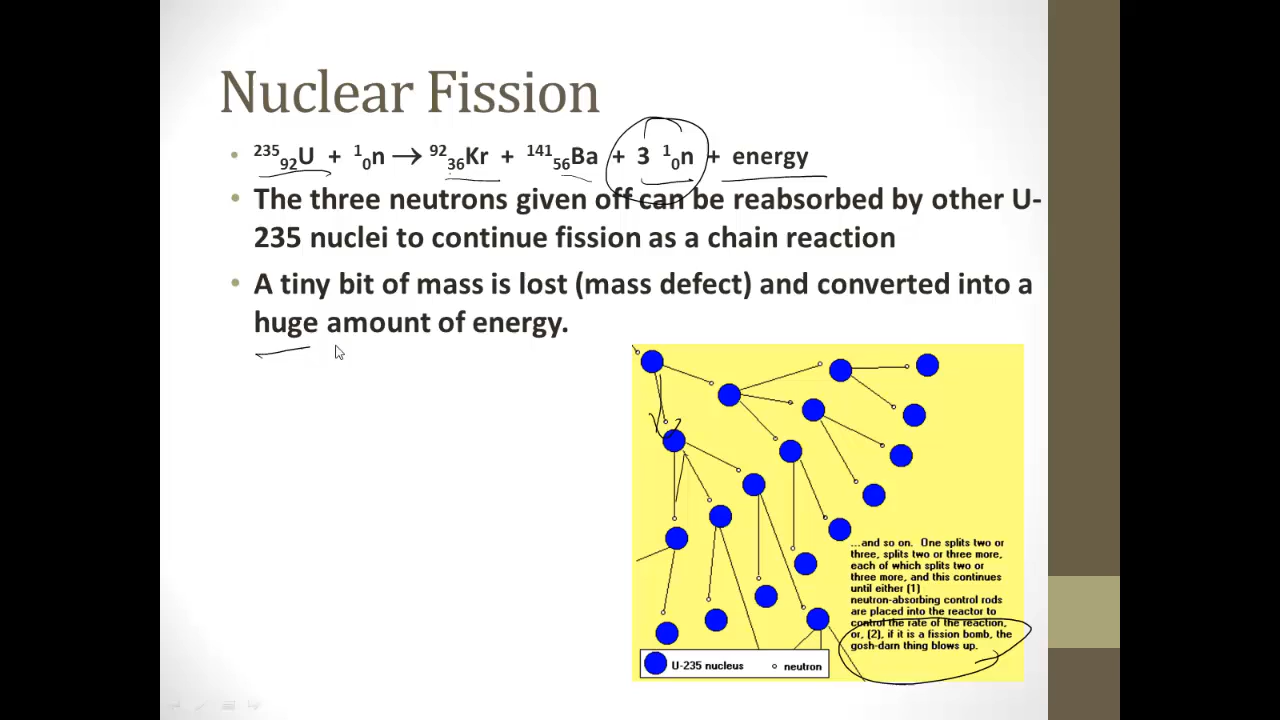 Nuclear Fission
• ²³⁵₉₂U + ¹₀n → ⁹²₃₆Kr + ¹⁴¹₅₆Ba + 3 ¹₀n + energy
• The three neutrons given off can be reabsorbed by other U-
235 nuclei to continue fission as a chain reaction
• A tiny bit of mass is lost (mass defect) and converted into a
huge amount of energy.
...and so on. One splits two or
three, splits two or three more,
each of which splits two or
three more, and this continues
until either (1)
neutron-absorbing control rods
are placed into the reactor to
control the rate of the reaction,
or, (2), if it is a fission bomb, the
gosh-darn thing blows up.
U-235 nucleus
neutron